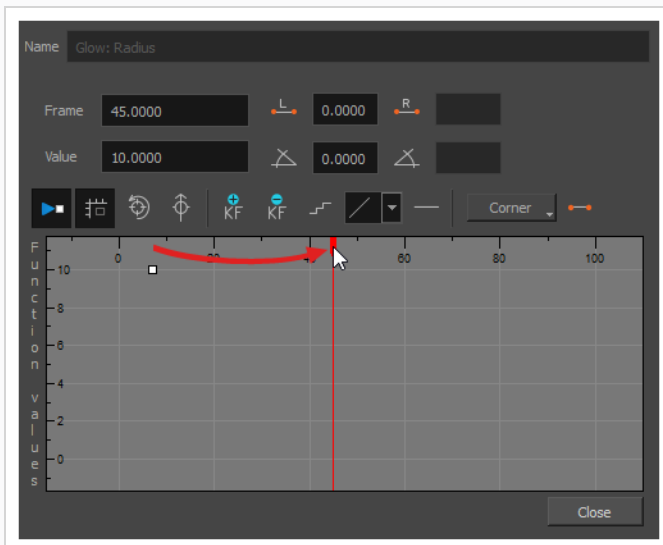 Name Glow: Radius
Frame 45.0000 L 0.0000 R
Value 10.0000 0.0000
KF KF Corner
Function values
0 20 40 60 80 100
10
8
6
4
2
0
Close